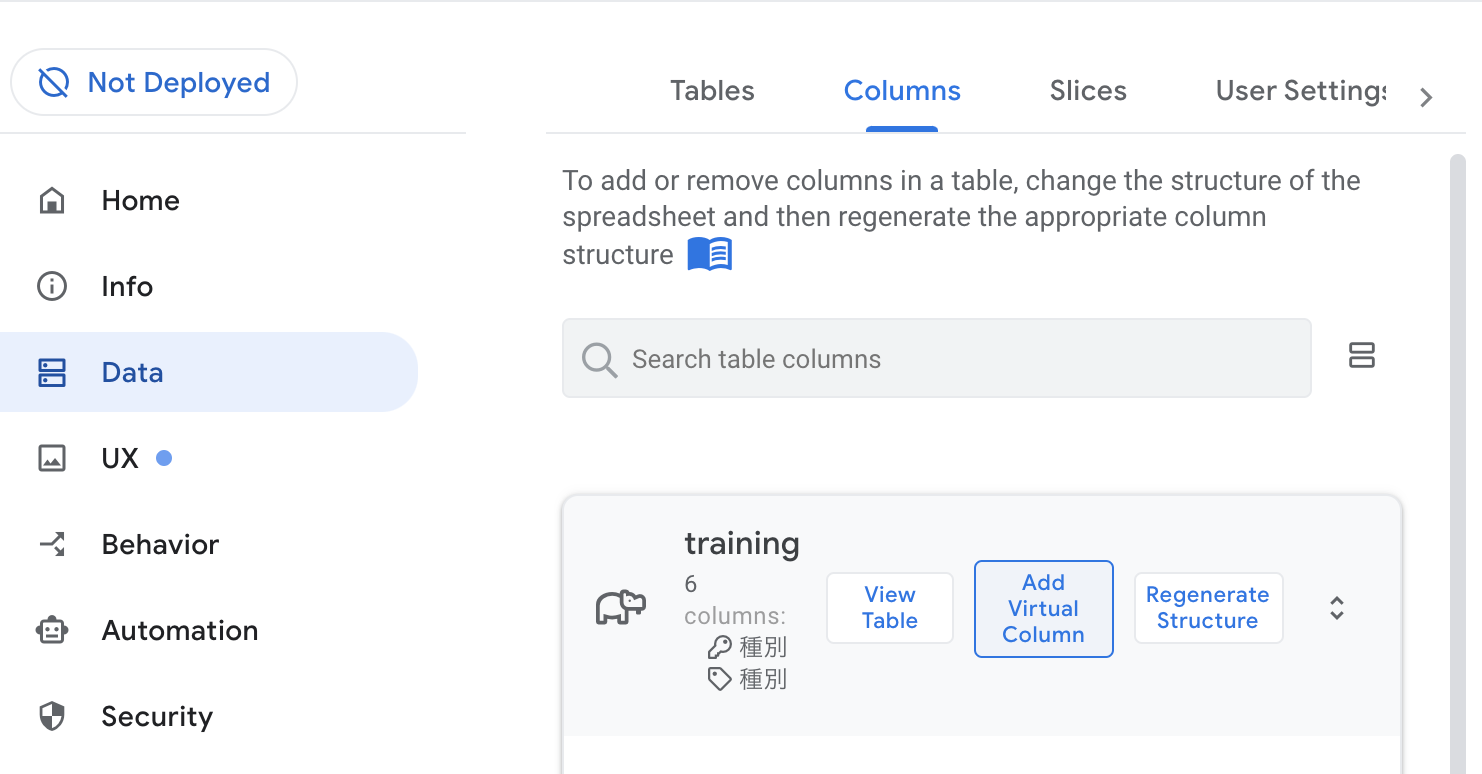 Not Deployed
Home
Info
Data
UX
Behavior
Automation
Security
Tables
Columns
Slices
User Settings
To add or remove columns in a table, change the structure of the
spreadsheet and then regenerate the appropriate column
structure
Search table columns
training
6
columns:
種別
種別
View
Table
Add
Virtual
Column
Regenerate
Structure